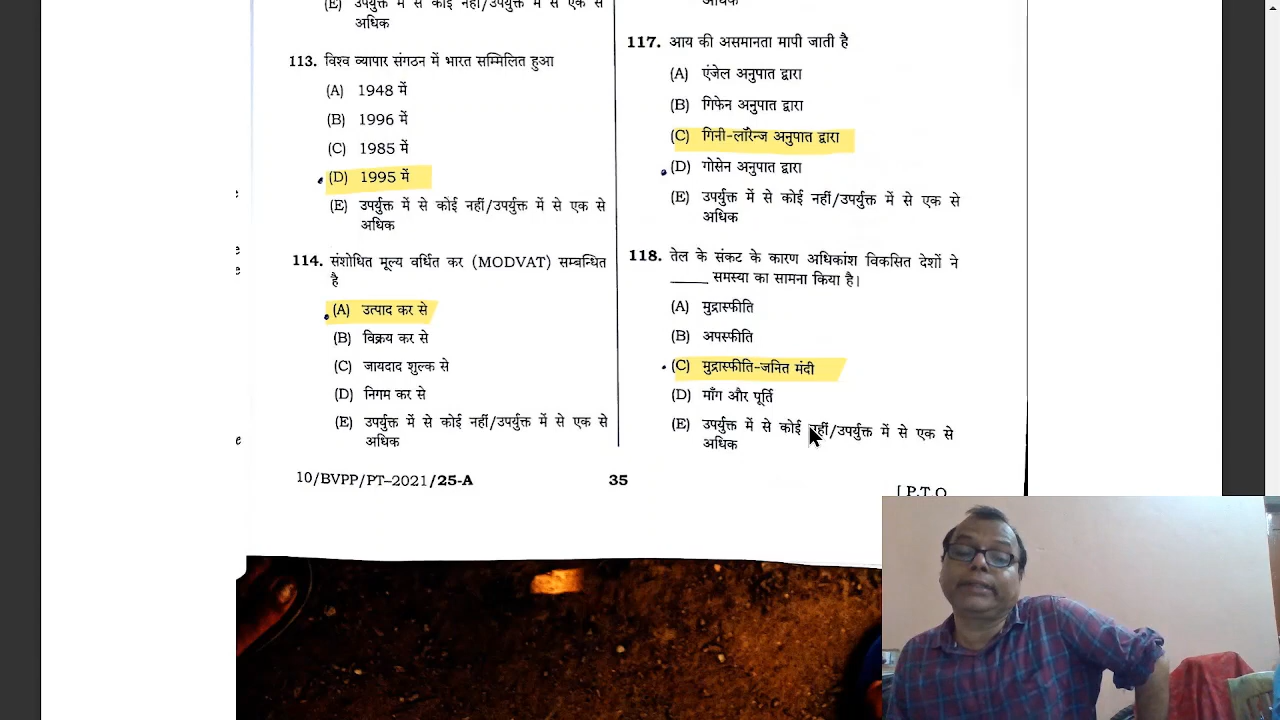 (E) उपर्युक्त में से कोई नहीं/उपर्युक्त में से एक से
अधिक
113. विश्व व्यापार संगठन में भारत सम्मिलित हुआ
(A) 1948 में
(B) 1996 में
(C) 1985 में
(D) 1995 में
(E) उपर्युक्त में से कोई नहीं/उपर्युक्त में से एक से
अधिक
114. संशोधित मूल्य वर्धित कर (MODVAT) सम्बन्धित
है
(A) उत्पाद कर से
(B) विक्रय कर से
(C) जायदाद शुल्क से
(D) निगम कर से
(E) उपर्युक्त में से कोई नहीं/उपर्युक्त में से एक से
अधिक
अधिक
117. आय की असमानता मापी जाती है
(A) एंजेल अनुपात द्वारा
(B) गिफेन अनुपात द्वारा
(C) गिनी-लॉरेन्ज अनुपात द्वारा
(D) गोसेन अनुपात द्वारा
(E) उपर्युक्त में से कोई नहीं/उपर्युक्त में से एक से
अधिक
118. तेल के संकट के कारण अधिकांश विकसित देशों ने
_____ समस्या का सामना किया है।
(A) मुद्रास्फीति
(B) अपस्फीति
(C) मुद्रास्फीति-जनित मंदी
(D) माँग और पूर्ति
(E) उपर्युक्त में से कोई नहीं/उपर्युक्त में से एक से
अधिक
10/BVPP/PT–2021/25-A
35
[ P.T.O.